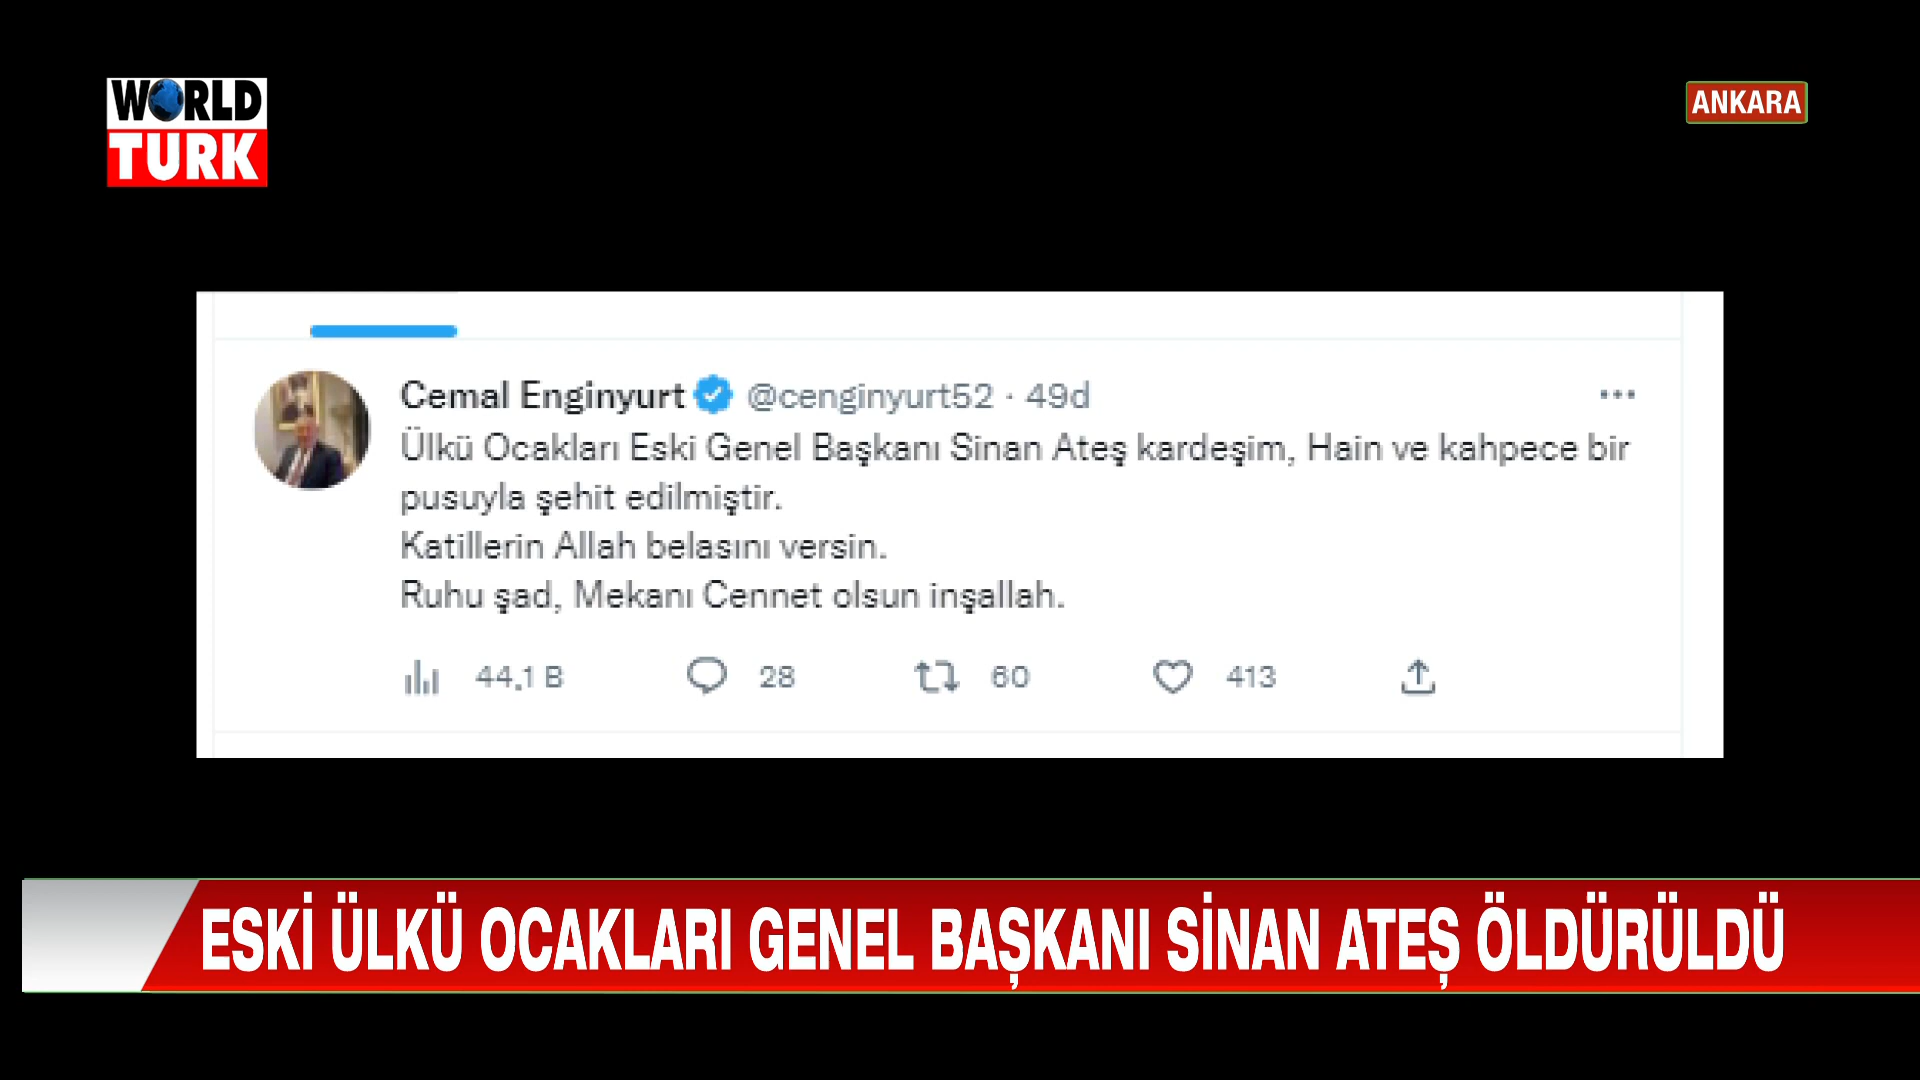 WORLD
TURK
ANKARA
Cemal Enginyurt @cenginyurt52 · 49d
Ülkü Ocakları Eski Genel Başkanı Sinan Ateş kardeşim, Hain ve kahpece bir
pusuyla şehit edilmiştir.
Katillerin Allah belasını versin.
Ruhu şad, Mekanı Cennet olsun inşallah.
44,1 B 28 60 413
ESKİ ÜLKÜ OCAKLARI GENEL BAŞKANI SİNAN ATEŞ ÖLDÜRÜLDÜ